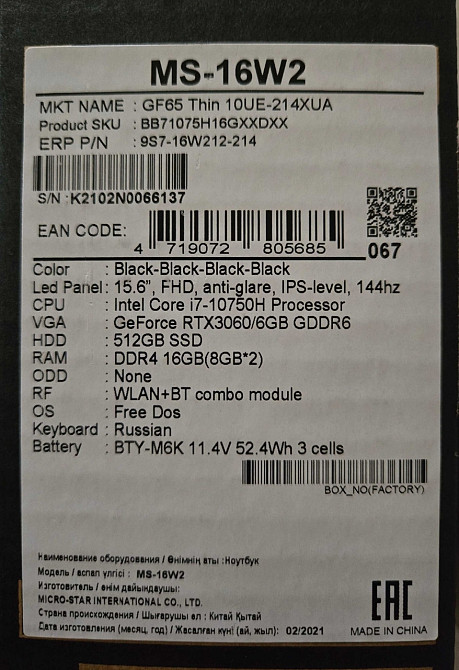 MS-16W2
MKT NAME : GF65 Thin 10UE-214XUA
Product SKU : BB71075H16GXXDXX
ERP P/N : 9S7-16W212-214
S/N :K2102N0066137
EAN CODE:
4 719072 805685
067
Color : Black-Black-Black-Black
Led Panel: 15.6", FHD, anti-glare, IPS-level, 144hz
CPU : Intel Core i7-10750H Processor
VGA : GeForce RTX3060/6GB GDDR6
HDD : 512GB SSD
RAM : DDR4 16GB(8GB*2)
ODD : None
RF : WLAN+BT combo module
OS : Free Dos
Keyboard : Russian
Battery : BTY-M6K 11.4V 52.4Wh 3 cells
BOX_NO(FACTORY)
Наименование оборудования / Өнімнің аты :Ноутбук
Модель / аспап үлгісі : MS-16W2
Изготовитель / өнім дайындаушы:
MICRO-STAR INTERNATIONAL CO., LTD.
Страна происхождения / Шығарушы ел : Китай Қытай
Дата изготовления (месяц, год) / Жасалған күні (ай, жыл): 02/2021
EAC
MADE IN CHINA